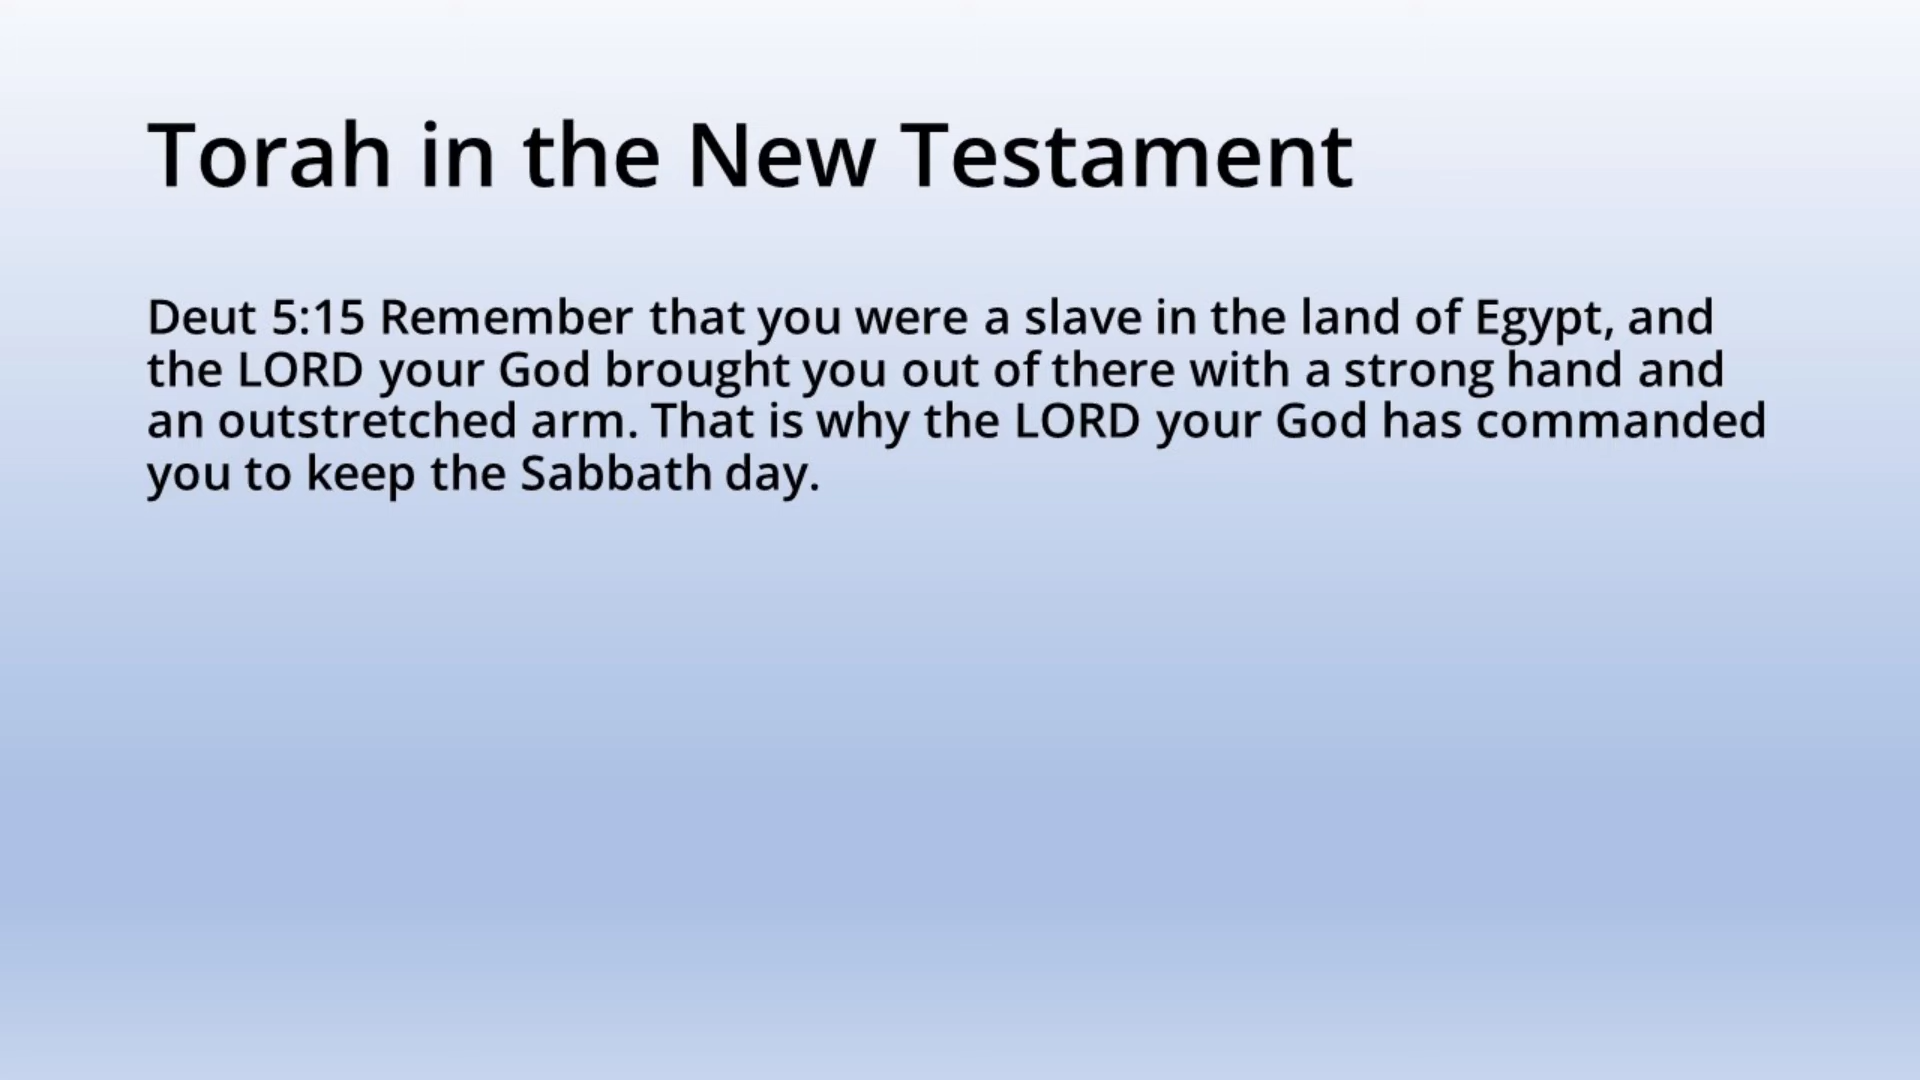 Torah in the New Testament
Deut 5:15 Remember that you were a slave in the land of Egypt, and
the LORD your God brought you out of there with a strong hand and
an outstretched arm. That is why the LORD your God has commanded
you to keep the Sabbath day.